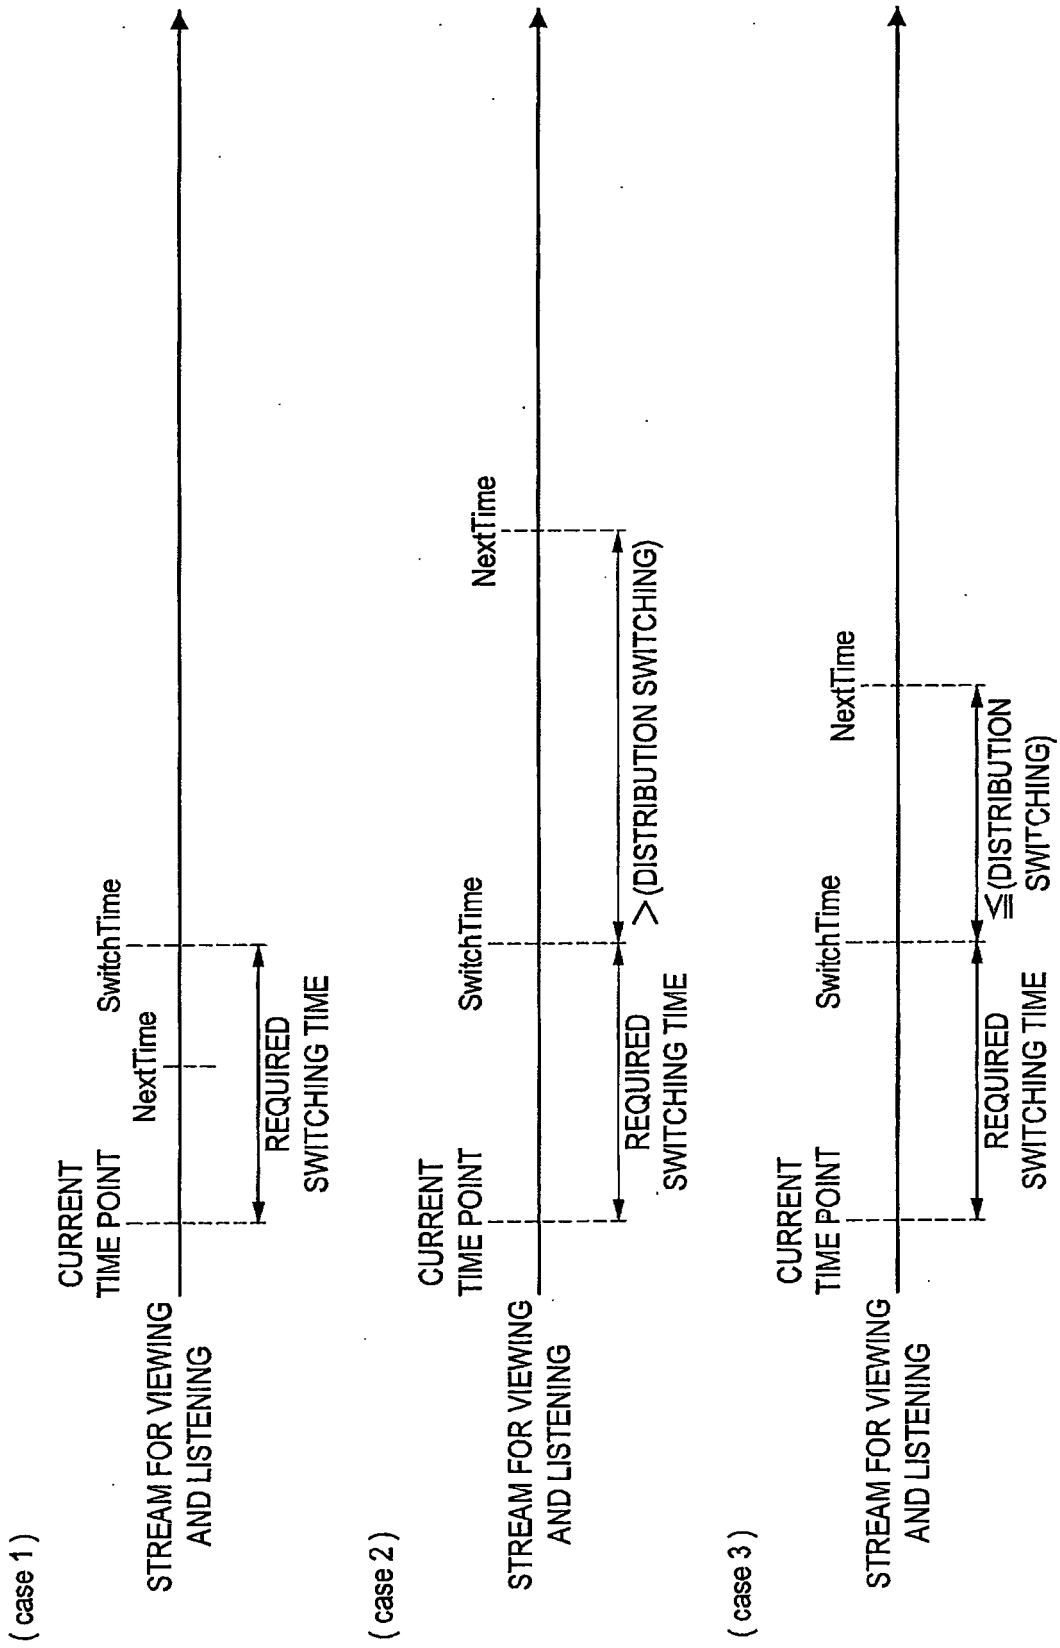 ( case 1 )
CURRENT
TIME POINT
NextTime
SwitchTime
STREAM FOR VIEWING
AND LISTENING
REQUIRED
SWITCHING TIME
( case 2 )
CURRENT
TIME POINT
SwitchTime
NextTime
STREAM FOR VIEWING
AND LISTENING
REQUIRED
SWITCHING TIME
>(DISTRIBUTION SWITCHING)
( case 3 )
CURRENT
TIME POINT
SwitchTime
NextTime
STREAM FOR VIEWING
AND LISTENING
REQUIRED
SWITCHING TIME
≦(DISTRIBUTION
SWITCHING)